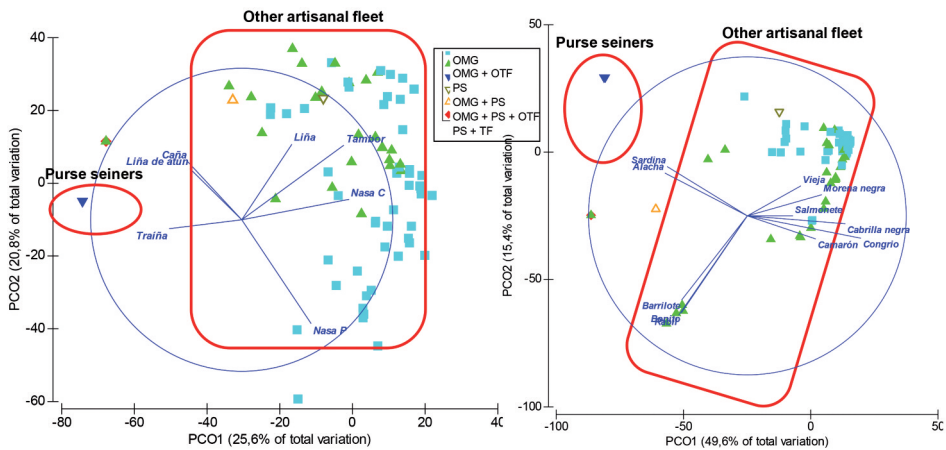 Other artisanal fleet
40
20
0
-20
-40
-60
PCO2 (20,8% of total variation)
-80
-60
-40
-20
0
20
40
PCO1 (25,6% of total variation)
Liña
Tambor
Caña
Liña de atún
Purse seiners
Nasa C
Traiña
Nasa P
OMG
OMG + OTF
PS
OMG + PS
OMG + PS + OTF
PS + TF
Other artisanal fleet
Purse seiners
50
0
-50
-100
PCO2 (15,4% of total variation)
-100
-50
0
PCO1 (49,6% of total variation)
Sardina
Alacha
Vieja
Morena negra
Salmonete
Cabrilla negra
Camarón
Congrio
Barrilote